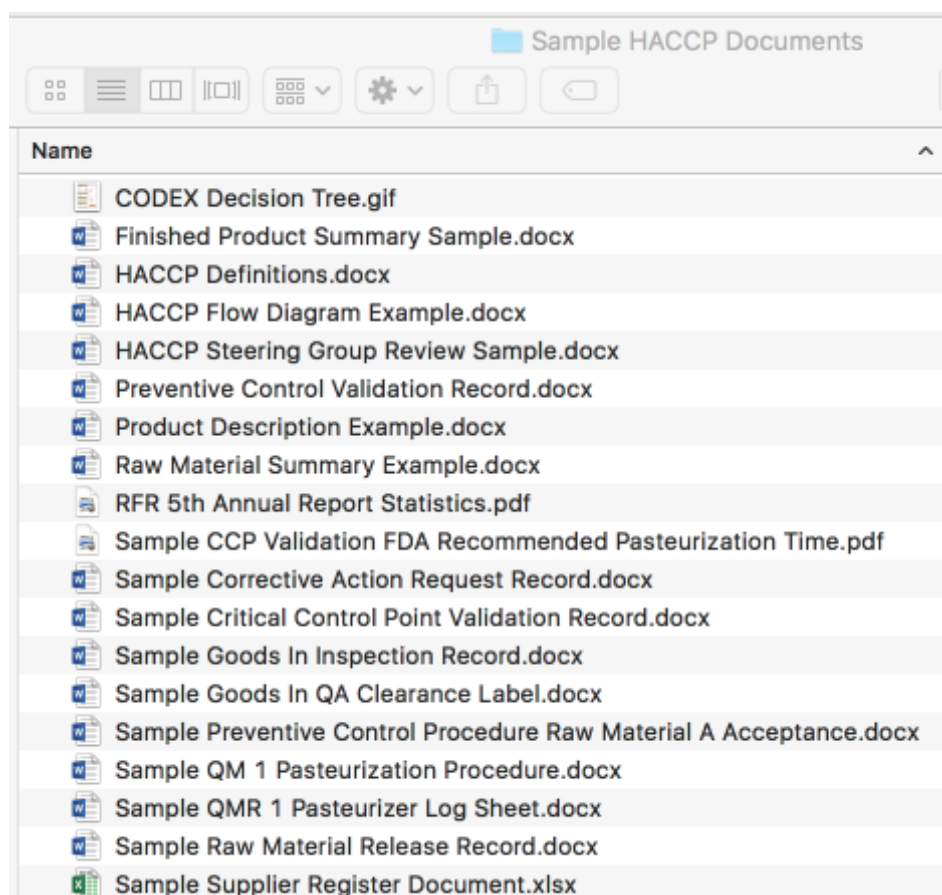 Sample HACCP Documents
Name
CODEX Decision Tree.gif
Finished Product Summary Sample.docx
HACCP Definitions.docx
HACCP Flow Diagram Example.docx
HACCP Steering Group Review Sample.docx
Preventive Control Validation Record.docx
Product Description Example.docx
Raw Material Summary Example.docx
RFR 5th Annual Report Statistics.pdf
Sample CCP Validation FDA Recommended Pasteurization Time.pdf
Sample Corrective Action Request Record.docx
Sample Critical Control Point Validation Record.docx
Sample Goods In Inspection Record.docx
Sample Goods In QA Clearance Label.docx
Sample Preventive Control Procedure Raw Material A Acceptance.docx
Sample QM 1 Pasteurization Procedure.docx
Sample QMR 1 Pasteurizer Log Sheet.docx
Sample Raw Material Release Record.docx
Sample Supplier Register Document.xlsx